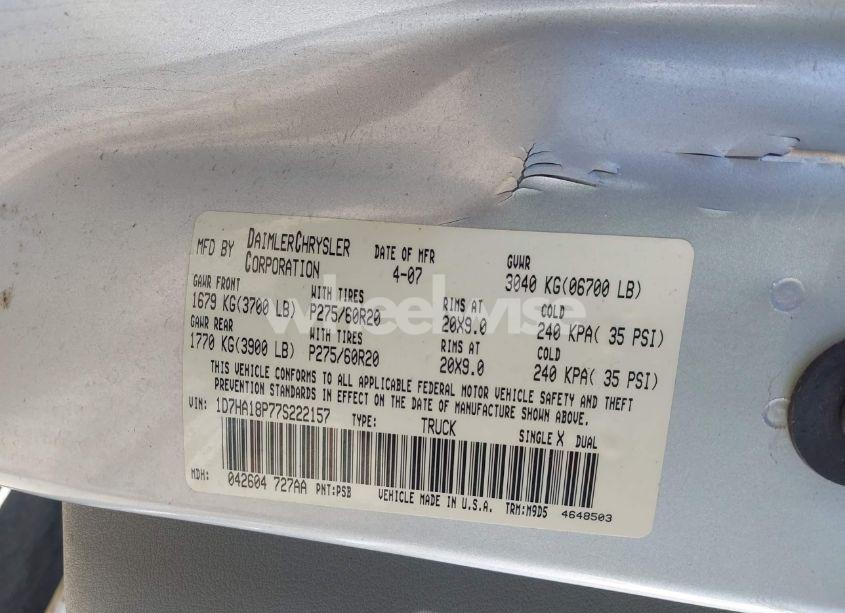 MFD BY DAIMLERCHRYSLER CORPORATION DATE OF MFR 4-07 GVWR 3040 KG(06700 LB)
GAWR FRONT WITH TIRES RIMS AT COLD
1679 KG(3700 LB) P275/60R20 20X9.0 240 KPA( 35 PSI)
GAWR REAR WITH TIRES RIMS AT COLD
1770 KG(3900 LB) P275/60R20 20X9.0 240 KPA( 35 PSI)
THIS VEHICLE CONFORMS TO ALL APPLICABLE FEDERAL MOTOR VEHICLE SAFETY AND THEFT
PREVENTION STANDARDS IN EFFECT ON THE DATE OF MANUFACTURE SHOWN ABOVE.
VIN: 1D7HA18P77S222157 TYPE: TRUCK SINGLE X DUAL
MDH: 042604 727AA PNT:PSB VEHICLE MADE IN U.S.A. TRM:M9D5 4648503
wheelwise